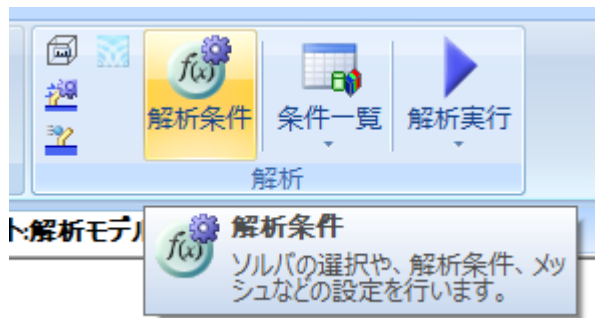 f(x)
解析条件
条件一覧
解析実行
解析
ト:解析モデル
f(x)
解析条件
ソルバの選択や、解析条件、メッ
シュなどの設定を行います。